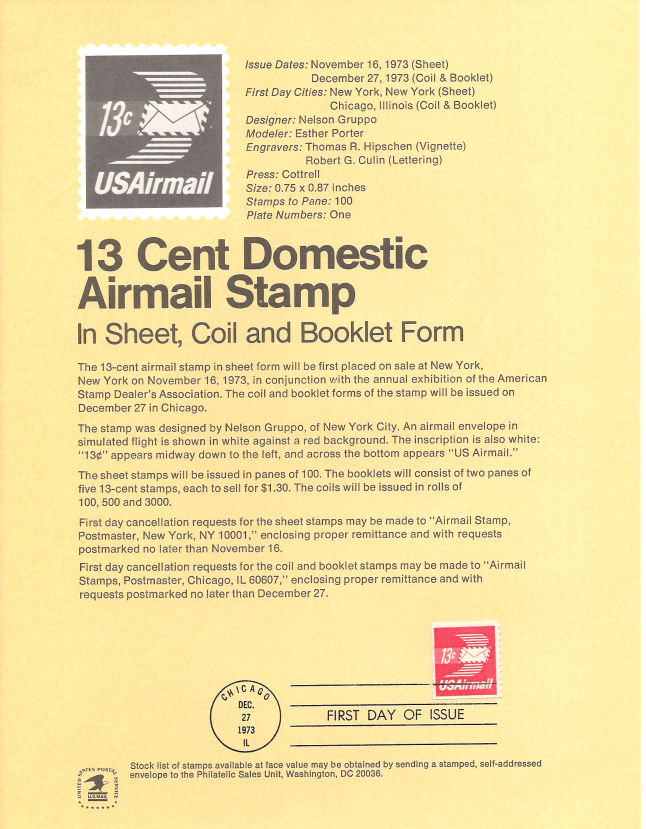 13c
USAirmail
Issue Dates: November 16, 1973 (Sheet)
December 27, 1973 (Coil & Booklet)
First Day Cities: New York, New York (Sheet)
Chicago, Illinois (Coil & Booklet)
Designer: Nelson Gruppo
Modeler: Esther Porter
Engravers: Thomas R. Hipschen (Vignette)
Robert G. Culin (Lettering)
Press: Cottrell
Size: 0.75 x 0.87 inches
Stamps to Pane: 100
Plate Numbers: One
13 Cent Domestic
Airmail Stamp
In Sheet, Coil and Booklet Form
The 13-cent airmail stamp in sheet form will be first placed on sale at New York,
New York on November 16, 1973, in conjunction with the annual exhibition of the American
Stamp Dealer's Association. The coil and booklet forms of the stamp will be issued on
December 27 in Chicago.
The stamp was designed by Nelson Gruppo, of New York City. An airmail envelope in
simulated flight is shown in white against a red background. The inscription is also white:
"13¢" appears midway down to the left, and across the bottom appears "US Airmail."
The sheet stamps will be issued in panes of 100. The booklets will consist of two panes of
five 13-cent stamps, each to sell for $1.30. The coils will be issued in rolls of
100, 500 and 3000.
First day cancellation requests for the sheet stamps may be made to "Airmail Stamp,
Postmaster, New York, NY 10001," enclosing proper remittance and with requests
postmarked no later than November 16.
First day cancellation requests for the coil and booklet stamps may be made to "Airmail
Stamps, Postmaster, Chicago, IL 60607," enclosing proper remittance and with
requests postmarked no later than December 27.
13c
USAirmail
CHICAGO
DEC.
27
1973
IL
FIRST DAY OF ISSUE
UNITED STATES POSTAL SERVICE
U.S.MAIL
Stock list of stamps available at face value may be obtained by sending a stamped, self-addressed
envelope to the Philatelic Sales Unit, Washington, DC 20036.